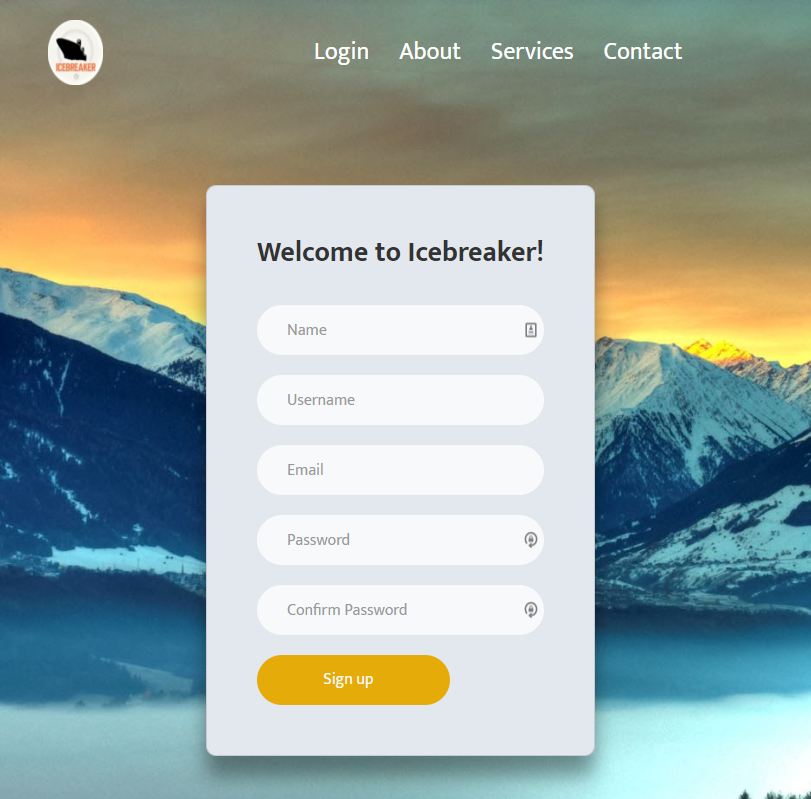 ICEBREAKER
Login About Services Contact
Welcome to Icebreaker!
Name
Username
Email
Password
Confirm Password
Sign up